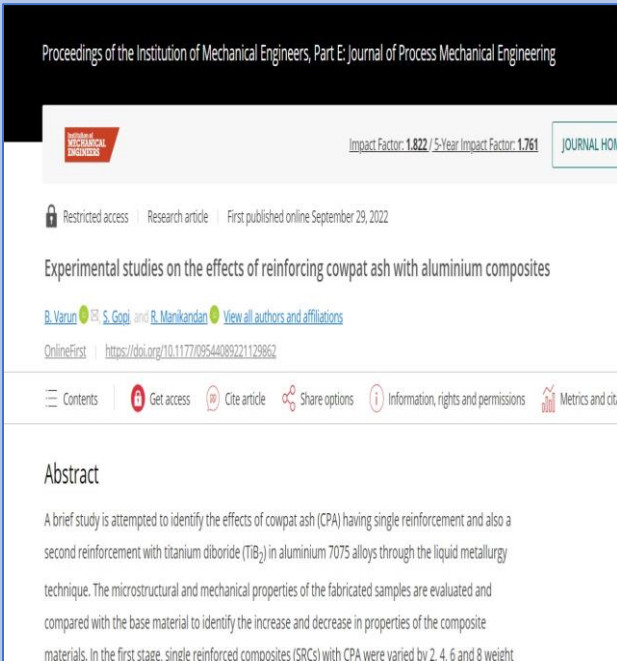 Proceedings of the Institution of Mechanical Engineers, Part E: Journal of Process Mechanical Engineering
Institution of
MECHANICAL
ENGINEERS
Impact Factor: 1.822 / 5-Year Impact Factor: 1.761
JOURNAL HOM
Restricted access | Research article | First published online September 29, 2022
Experimental studies on the effects of reinforcing cowpat ash with aluminium composites
B. Varun, S. Gopi, and R. Manikandan View all authors and affiliations
OnlineFirst | https://doi.org/10.1177/09544089221129862
Contents | Get access Cite article Share options Information, rights and permissions Metrics and cita
Abstract
A brief study is attempted to identify the effects of cowpat ash (CPA) having single reinforcement and also a
second reinforcement with titanium diboride (TiB₂) in aluminium 7075 alloys through the liquid metallurgy
technique. The microstructural and mechanical properties of the fabricated samples are evaluated and
compared with the base material to identify the increase and decrease in properties of the composite
materials. In the first stage, single reinforced composites (SRCs) with CPA were varied by 2, 4, 6 and 8 weight